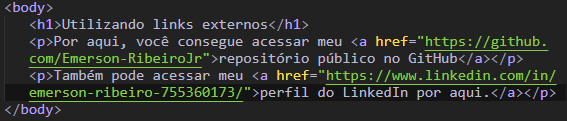 <body>
<h1>Utilizando links externos</h1>
<p>Por aqui, você consegue acessar meu <a href="https://github.
com/Emerson-RibeiroJr">repositório público no GitHub</a></p>
<p>Também pode acessar meu <a href="https://www.linkedin.com/in/
emerson-ribeiro-755360173/">perfil do LinkedIn por aqui.</a></p>
</body>